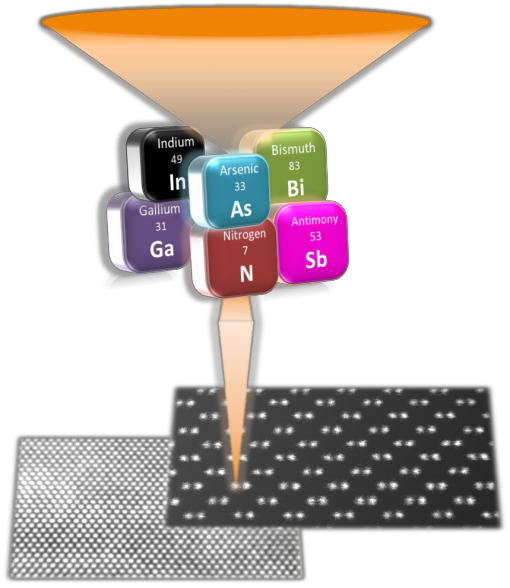 Indium
49
In
Bismuth
83
Bi
Arsenic
33
As
Gallium
31
Ga
Nitrogen
7
N
Antimony
53
Sb